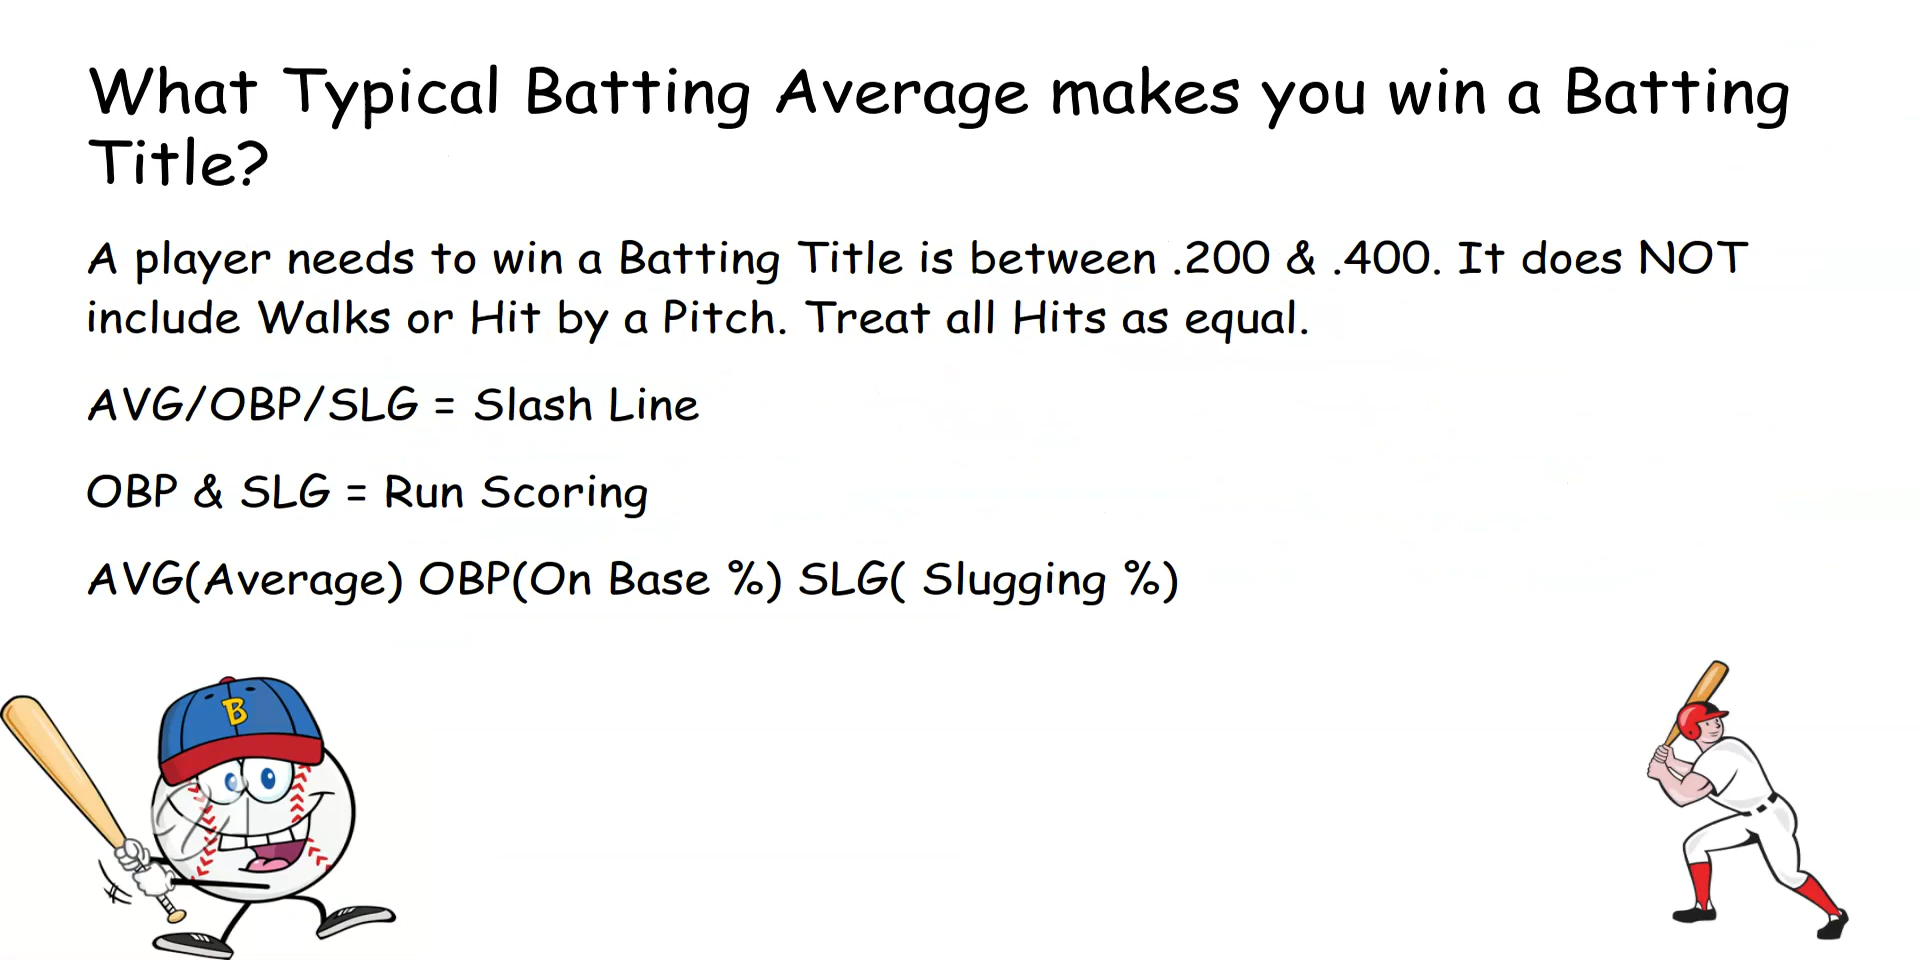 What Typical Batting Average makes you win a Batting
Title?
A player needs to win a Batting Title is between .200 & .400. It does NOT
include Walks or Hit by a Pitch. Treat all Hits as equal.
AVG/OBP/SLG = Slash Line
OBP & SLG = Run Scoring
AVG(Average) OBP(On Base %) SLG( Slugging %)
B